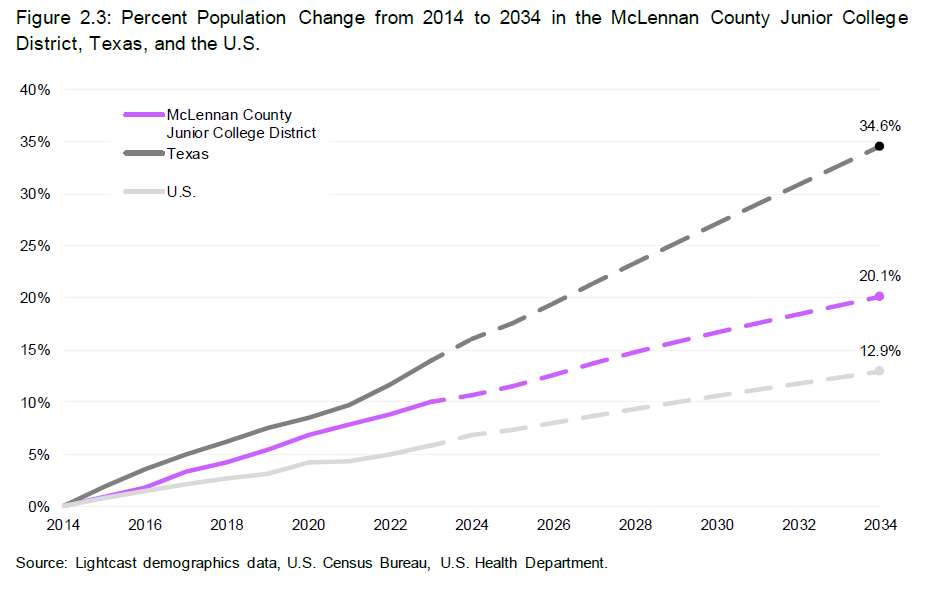 Figure 2.3: Percent Population Change from 2014 to 2034 in the McLennan County Junior College
District, Texas, and the U.S.
40%
McLennan County
Junior College District
Texas
U.S.
34.6%
35%
30%
25%
20.1%
20%
12.9%
15%
10%
5%
0%
2014 2016 2018 2020 2022 2024 2026 2028 2030 2032 2034
Source: Lightcast demographics data, U.S. Census Bureau, U.S. Health Department.